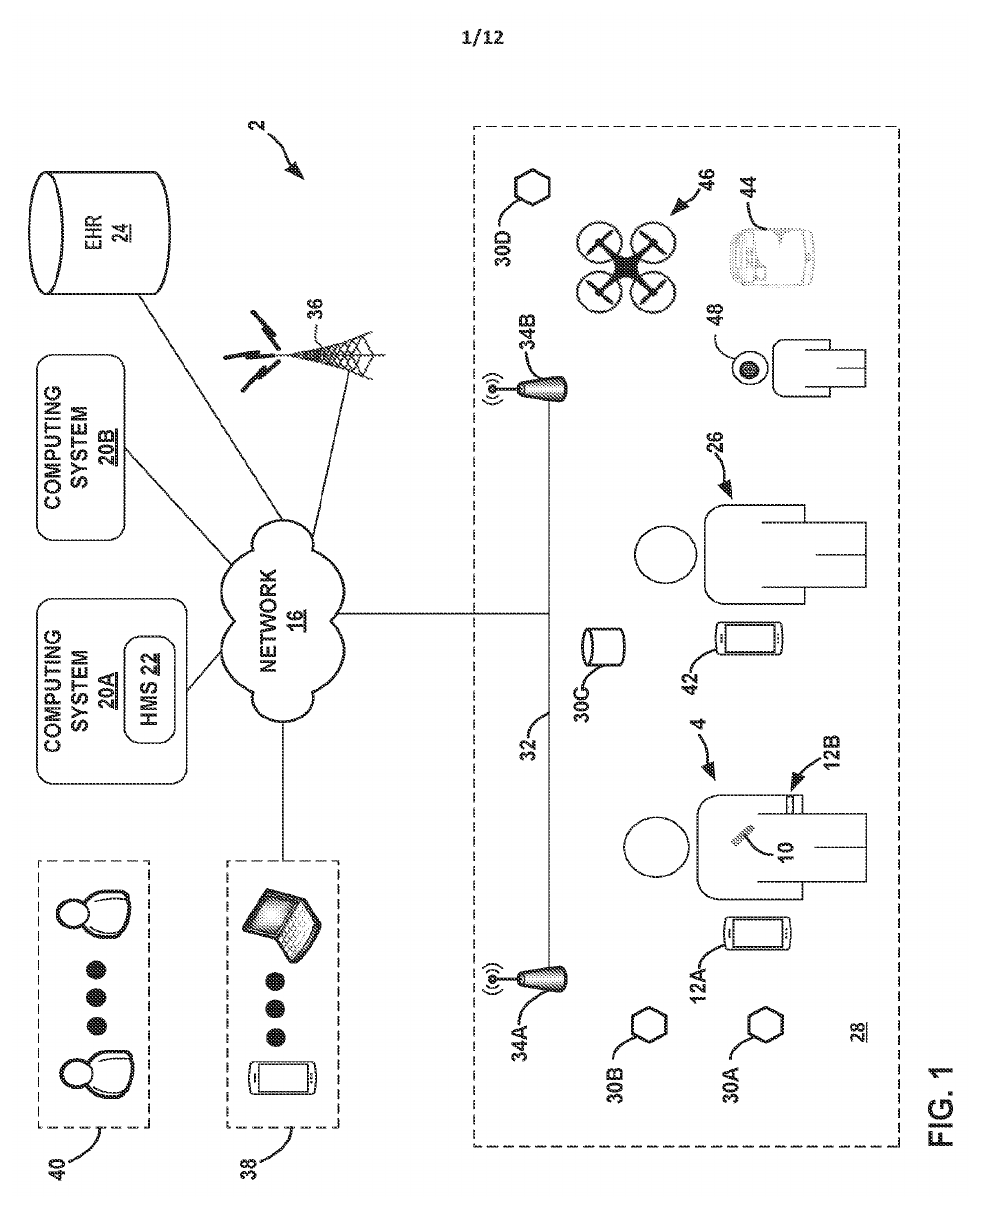 1/12
2
EHR
24
COMPUTING
SYSTEM
20B
COMPUTING
SYSTEM
20A
HMS 22
36
NETWORK
16
40
38
30D
46
44
34B
48
26
30C
42
32
4
12B
10
12A
34A
30B
30A
28
FIG. 1